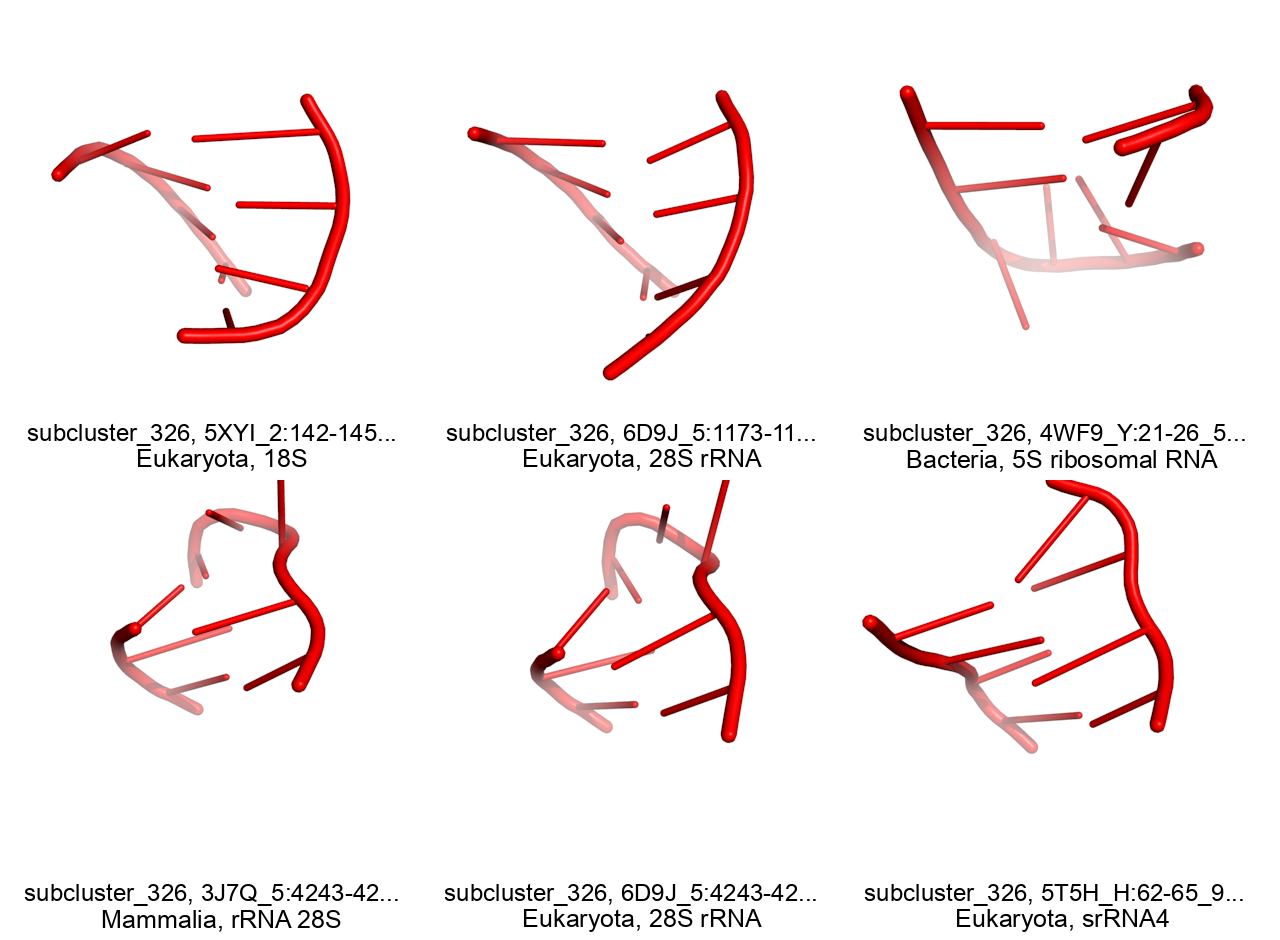 subcluster_326, 5XYI_2:142-145...
Eukaryota, 18S
subcluster_326, 6D9J_5:1173-11...
Eukaryota, 28S rRNA
subcluster_326, 4WF9_Y:21-26_5...
Bacteria, 5S ribosomal RNA
subcluster_326, 3J7Q_5:4243-42...
Mammalia, rRNA 28S
subcluster_326, 6D9J_5:4243-42...
Eukaryota, 28S rRNA
subcluster_326, 5T5H_H:62-65_9...
Eukaryota, srRNA4